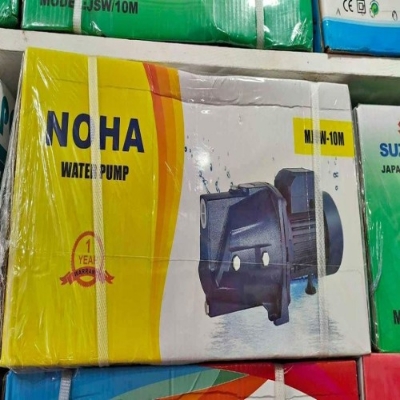 MODEL:JSW/10M
NOHA
WATER PUMP
MJSW-10M
1
YEAR
SUZ
JAPA
M